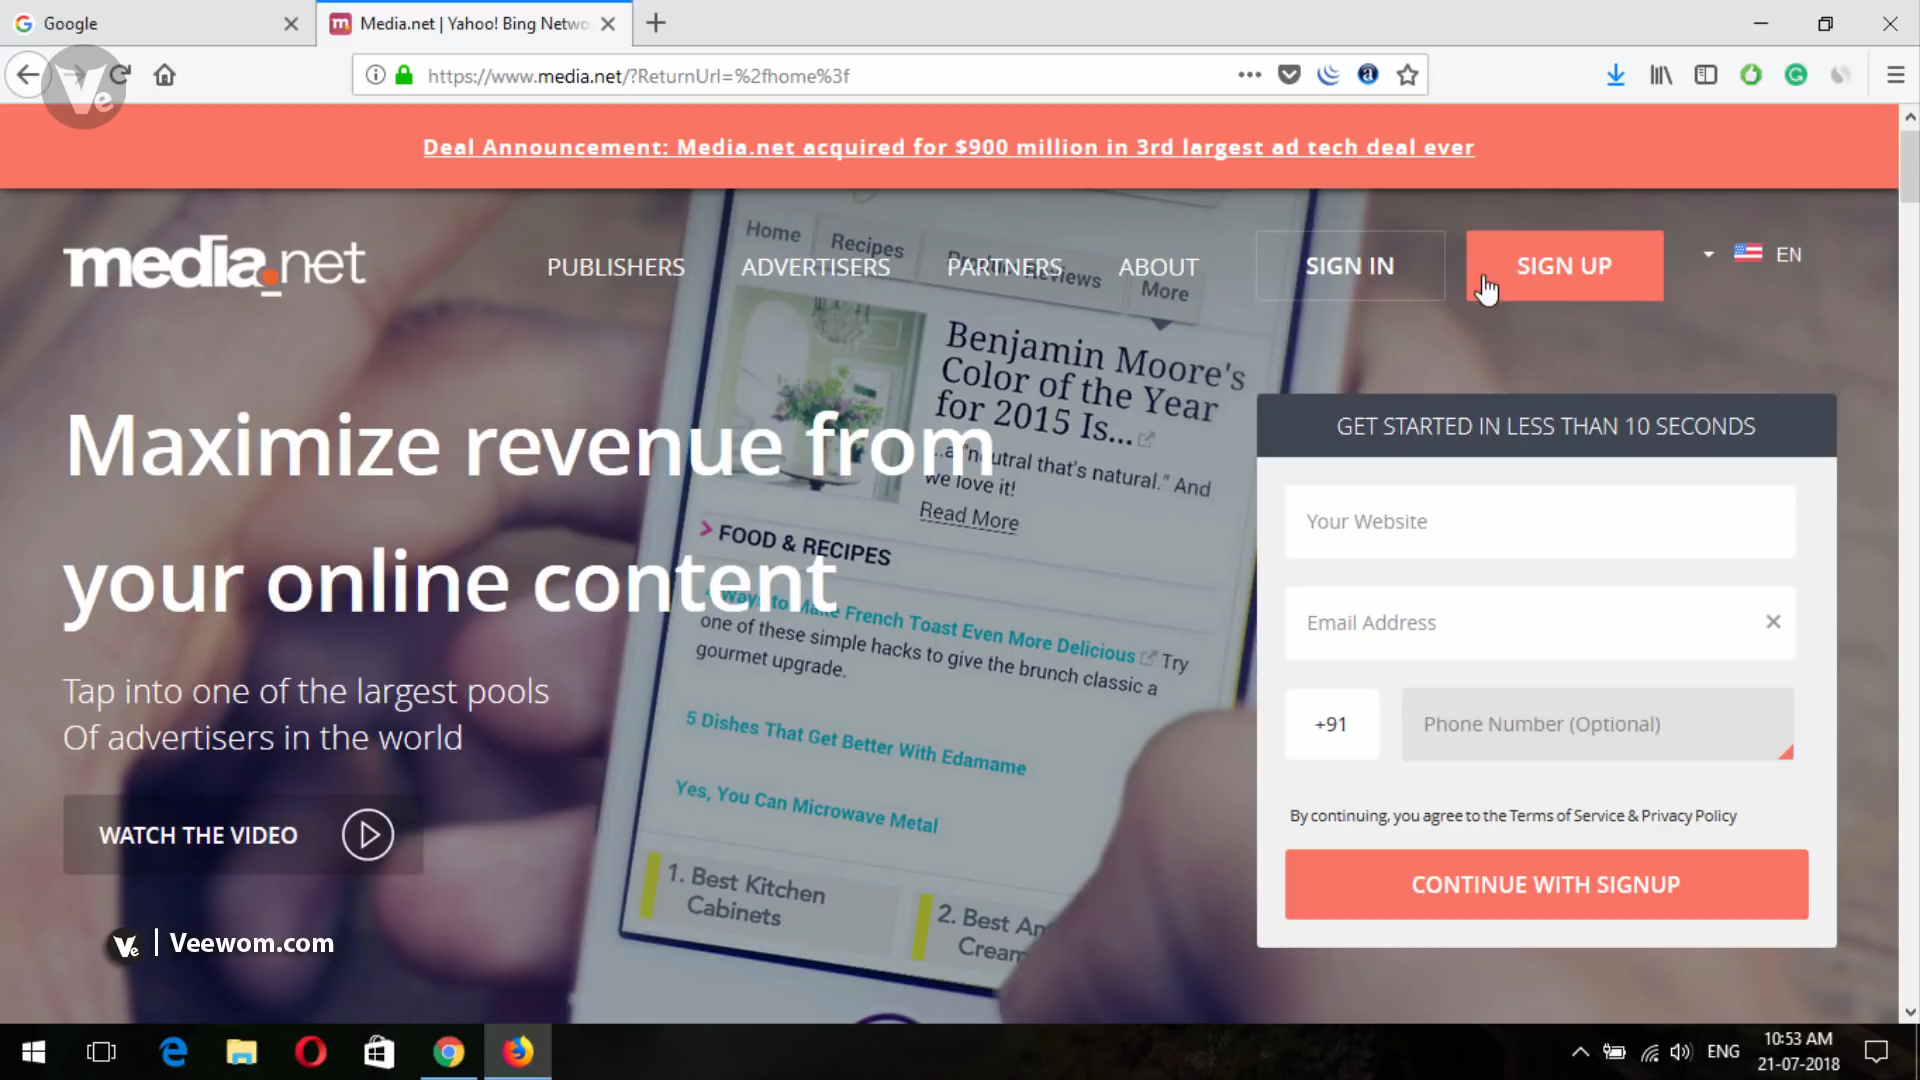 Google
Media.net | Yahoo! Bing Netwo
https://www.media.net/?ReturnUrl=%2fhome%3f
Deal Announcement: Media.net acquired for $900 million in 3rd largest ad tech deal ever
media.net
PUBLISHERS
ADVERTISERS
PARTNERS
ABOUT
SIGN IN
SIGN UP
EN
Home
Recipes
Product Reviews
More
Benjamin Moore's
Color of the Year
for 2015 Is...
...a "neutral that's natural." And
we love it!
Read More
Maximize revenue from
your online content
FOOD & RECIPES
Ways to Make French Toast Even More Delicious Try
one of these simple hacks to give the brunch classic a
gourmet upgrade.
5 Dishes That Get Better With Edamame
Yes, You Can Microwave Metal
1. Best Kitchen
Cabinets
2. Best
Tap into one of the largest pools
Of advertisers in the world
WATCH THE VIDEO
Ve | Veewom.com
GET STARTED IN LESS THAN 10 SECONDS
Your Website
Email Address
+91
Phone Number (Optional)
By continuing, you agree to the Terms of Service & Privacy Policy
CONTINUE WITH SIGNUP
ENG
10:53 AM
21-07-2018